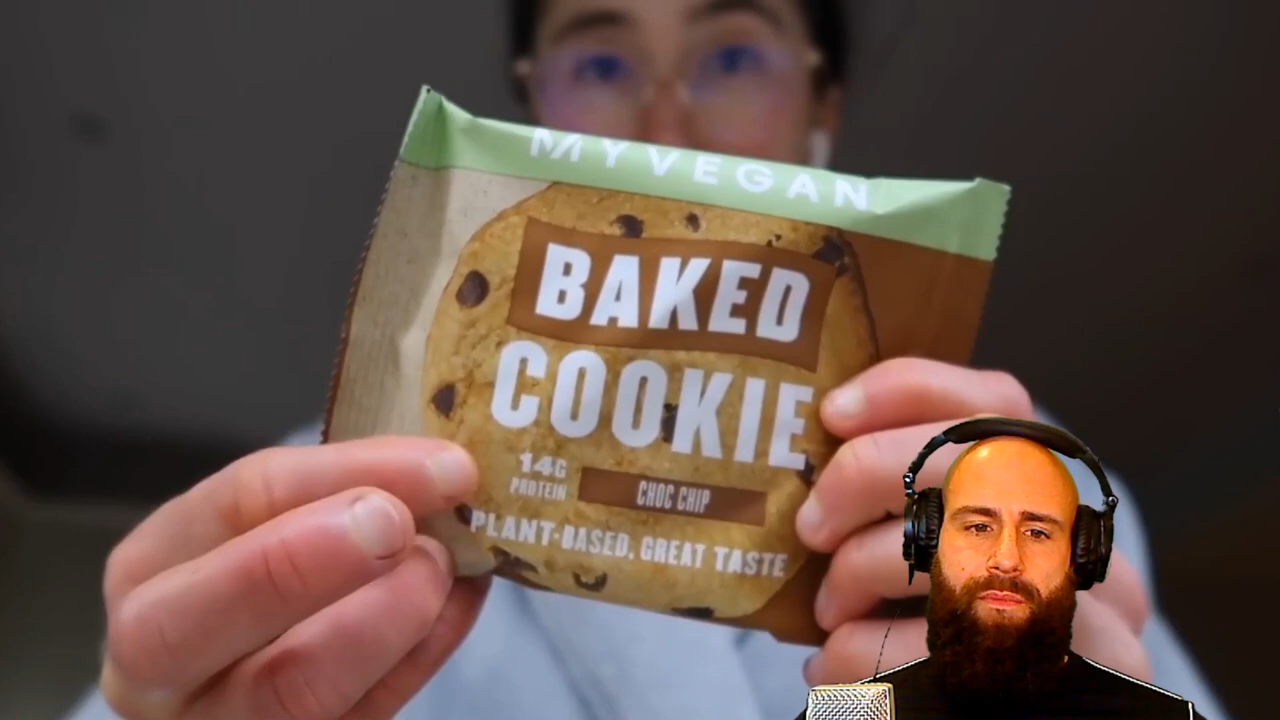 MYVEGAN
BAKED
COOKIE
14G
PROTEIN
CHOC CHIP
PLANT-BASED, GREAT TASTE